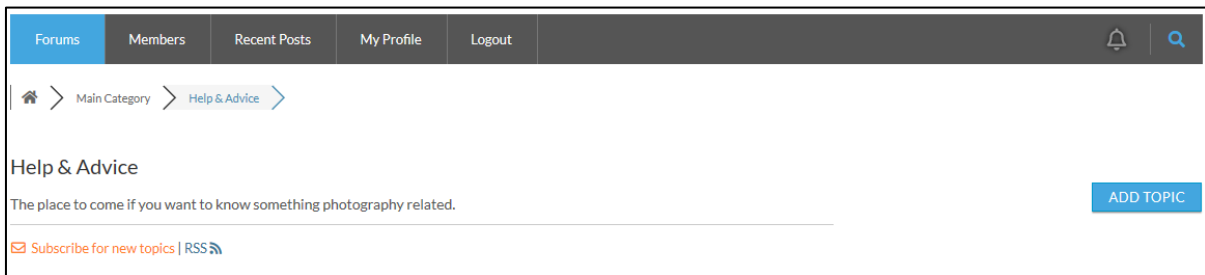 Forums Members Recent Posts My Profile Logout
Main Category Help & Advice
Help & Advice
The place to come if you want to know something photography related.
ADD TOPIC
Subscribe for new topics | RSS